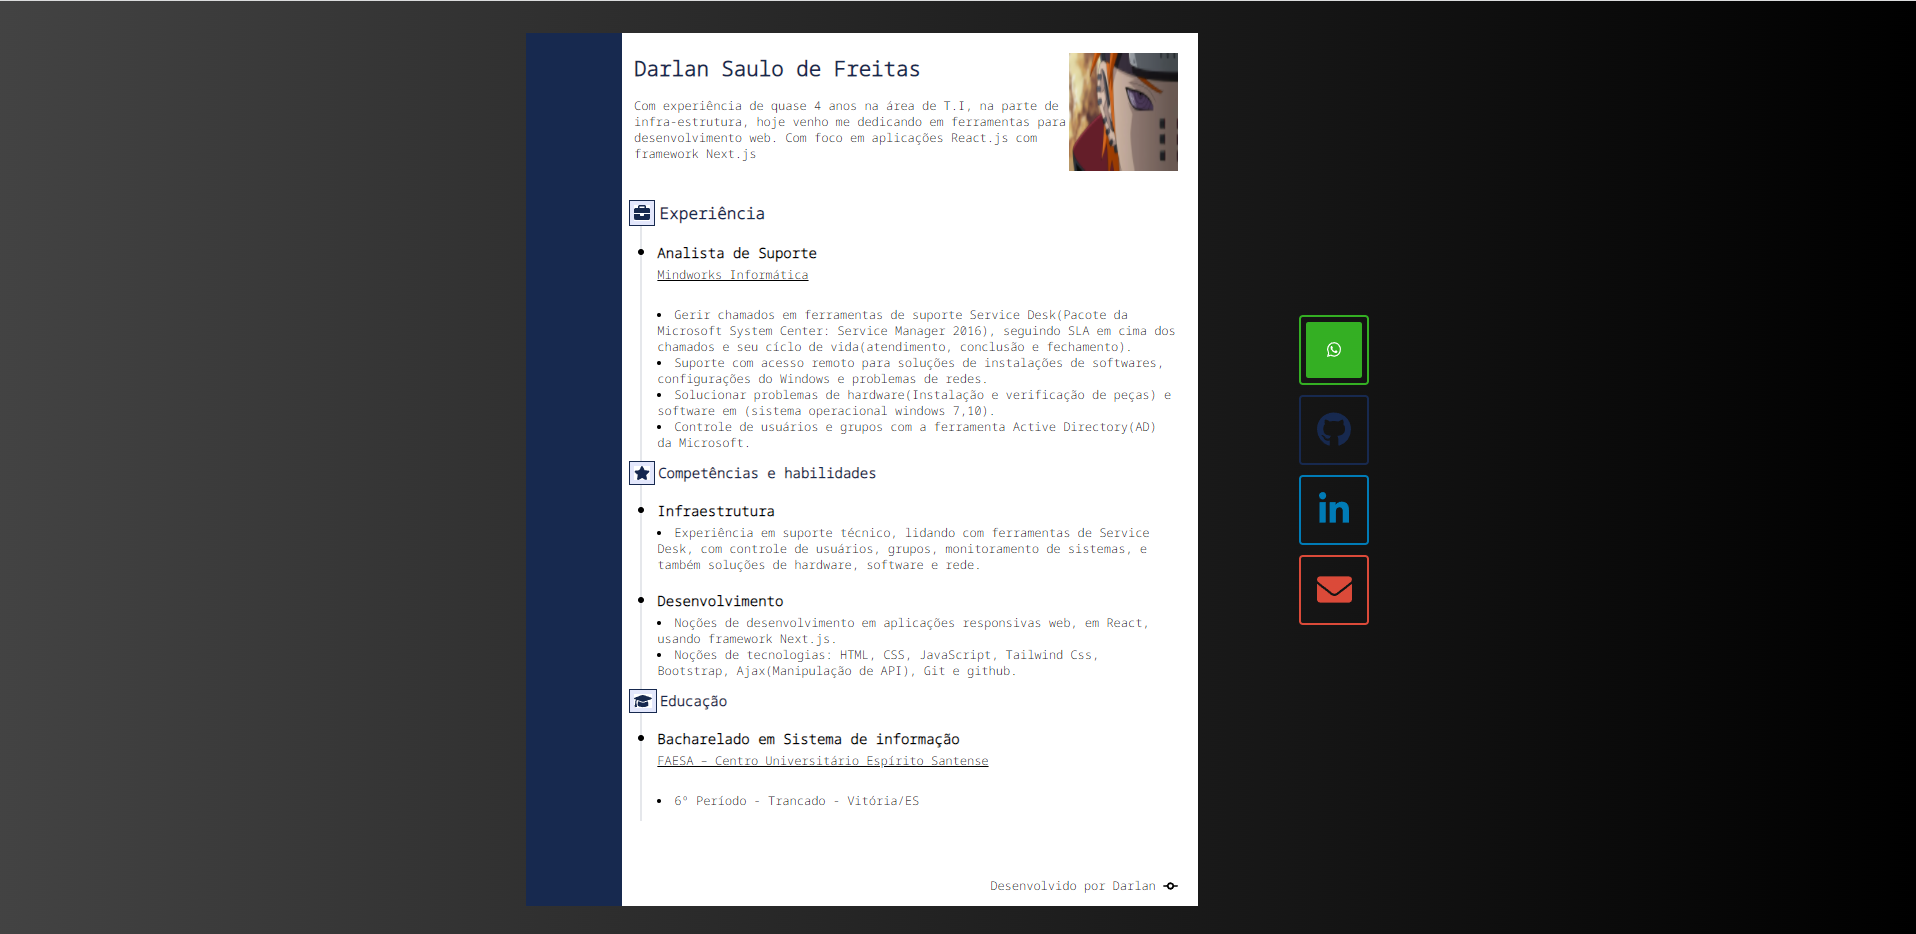 Darlan Saulo de Freitas
Com experiência de quase 4 anos na área de T.I, na parte de
infra-estrutura, hoje venho me dedicando em ferramentas para
desenvolvimento web. Com foco em aplicações React.js com
framework Next.js
Experiência
Analista de Suporte
Mindworks Informática
• Gerir chamados em ferramentas de suporte Service Desk(Pacote da
Microsoft System Center: Service Manager 2016), seguindo SLA em cima dos
chamados e seu cíclo de vida(atendimento, conclusão e fechamento).
• Suporte com acesso remoto para soluções de instalações de softwares,
configurações do Windows e problemas de redes.
• Solucionar problemas de hardware(Instalação e verificação de peças) e
software em (sistema operacional windows 7,10).
• Controle de usuários e grupos com a ferramenta Active Directory(AD)
da Microsoft.
Competências e habilidades
Infraestrutura
• Experiência em suporte técnico, lidando com ferramentas de Service
Desk, com controle de usuários, grupos, monitoramento de sistemas, e
também soluções de hardware, software e rede.
Desenvolvimento
• Noções de desenvolvimento em aplicações responsivas web, em React,
usando framework Next.js.
• Noções de tecnologias: HTML, CSS, JavaScript, Tailwind Css,
Bootstrap, Ajax(Manipulação de API), Git e github.
Educação
Bacharelado em Sistema de informação
FAESA – Centro Universitário Espírito Santense
• 6º Período - Trancado - Vitória/ES
Desenvolvido por Darlan
in